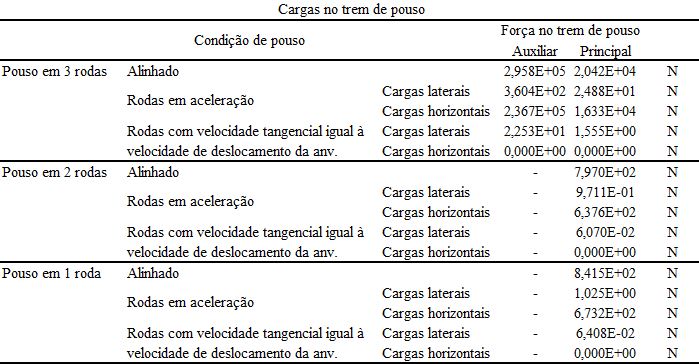 Cargas no trem de pouso
Condição de pouso Força no trem de pouso
Auxiliar Principal
Pouso em 3 rodas Alinhado 2,958E+05 2,042E+04 N
Rodas em aceleração Cargas laterais 3,604E+02 2,488E+01 N
Cargas horizontais 2,367E+05 1,633E+04 N
Rodas com velocidade tangencial igual à Cargas laterais 2,253E+01 1,555E+00 N
velocidade de deslocamento da anv. Cargas horizontais 0,000E+00 0,000E+00 N
Pouso em 2 rodas Alinhado - 7,970E+02 N
Rodas em aceleração Cargas laterais - 9,711E-01 N
Cargas horizontais - 6,376E+02 N
Rodas com velocidade tangencial igual à Cargas laterais - 6,070E-02 N
velocidade de deslocamento da anv. Cargas horizontais - 0,000E+00 N
Pouso em 1 roda Alinhado - 8,415E+02 N
Rodas em aceleração Cargas laterais - 1,025E+00 N
Cargas horizontais - 6,732E+02 N
Rodas com velocidade tangencial igual à Cargas laterais - 6,408E-02 N
velocidade de deslocamento da anv. Cargas horizontais - 0,000E+00 N